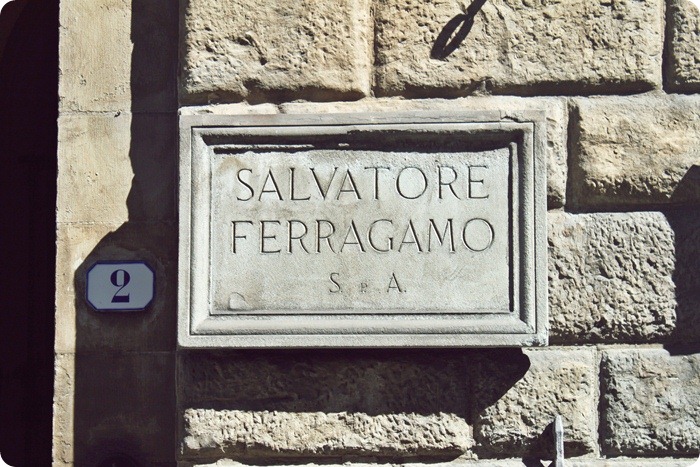 SALVATORE
FERRAGAMO
S P A.
2